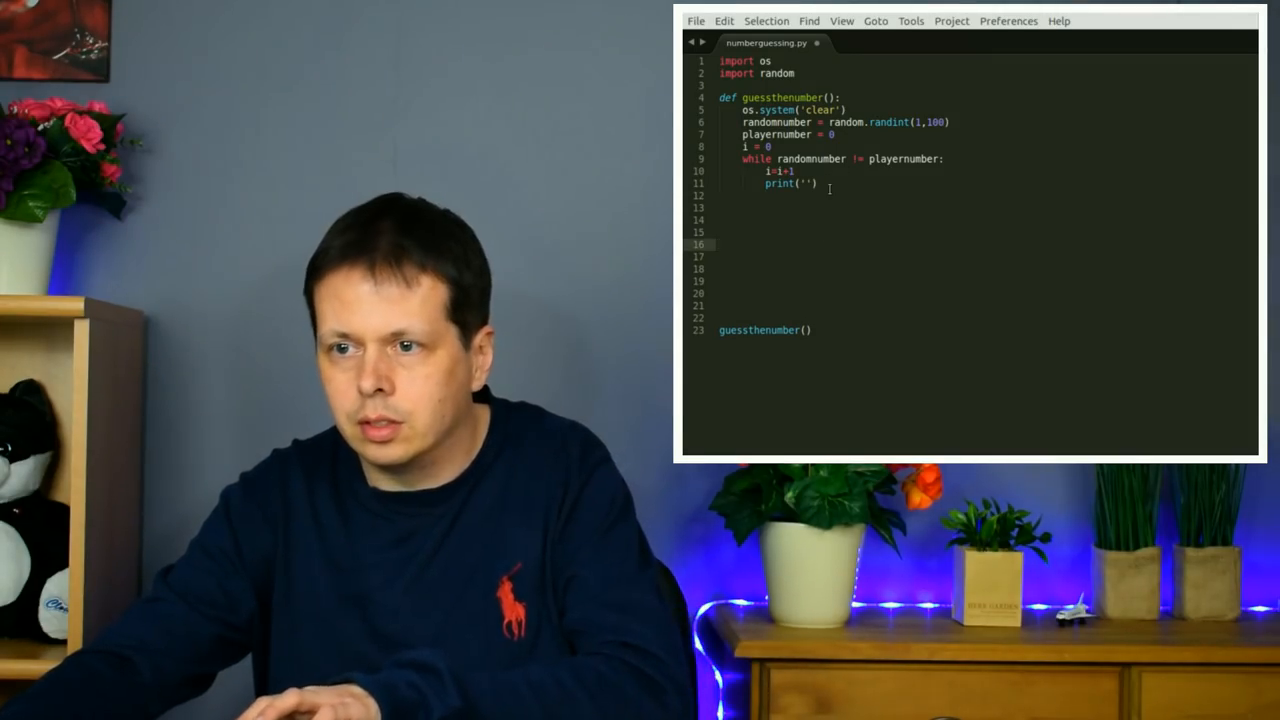 File Edit Selection Find View Goto Tools Project Preferences Help
numberguessing.py
1 import os
2 import random
3
4 def guessthenumber():
5 os.system('clear')
6 randomnumber = random.randint(1,100)
7 playernumber = 0
8 i = 0
9 while randomnumber != playernumber:
10 i=i+1
11 print('')
12
13
14
15
16
17
18
19
20
21
22
23 guessthenumber()
HERB GARDEN